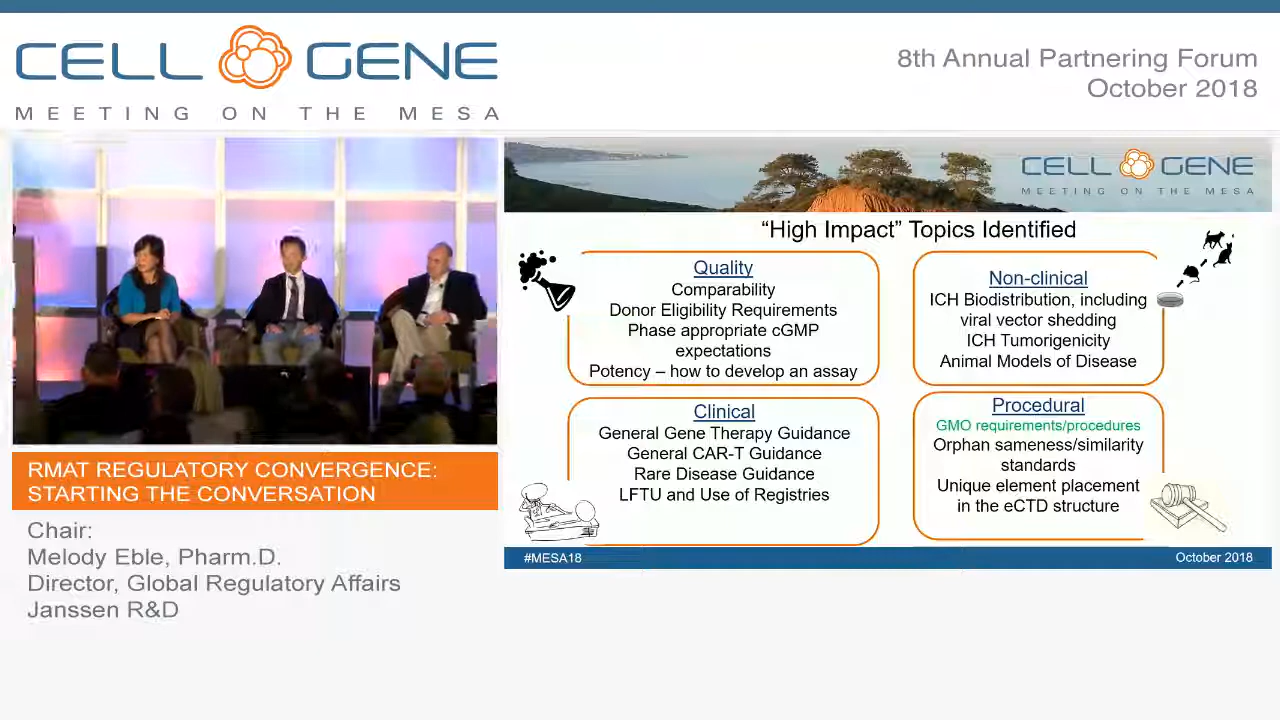 CELL GENE
MEETING ON THE MESA
8th Annual Partnering Forum
October 2018
CELL GENE
MEETING ON THE MESA
“High Impact” Topics Identified
Quality
Comparability
Donor Eligibility Requirements
Phase appropriate cGMP
expectations
Potency – how to develop an assay
Non-clinical
ICH Biodistribution, including
viral vector shedding
ICH Tumorigenicity
Animal Models of Disease
Clinical
General Gene Therapy Guidance
General CAR-T Guidance
Rare Disease Guidance
LFTU and Use of Registries
Procedural
GMO requirements/procedures
Orphan sameness/similarity
standards
Unique element placement
in the eCTD structure
#MESA18
October 2018
RMAT REGULATORY CONVERGENCE:
STARTING THE CONVERSATION
Chair:
Melody Eble, Pharm.D.
Director, Global Regulatory Affairs
Janssen R&D